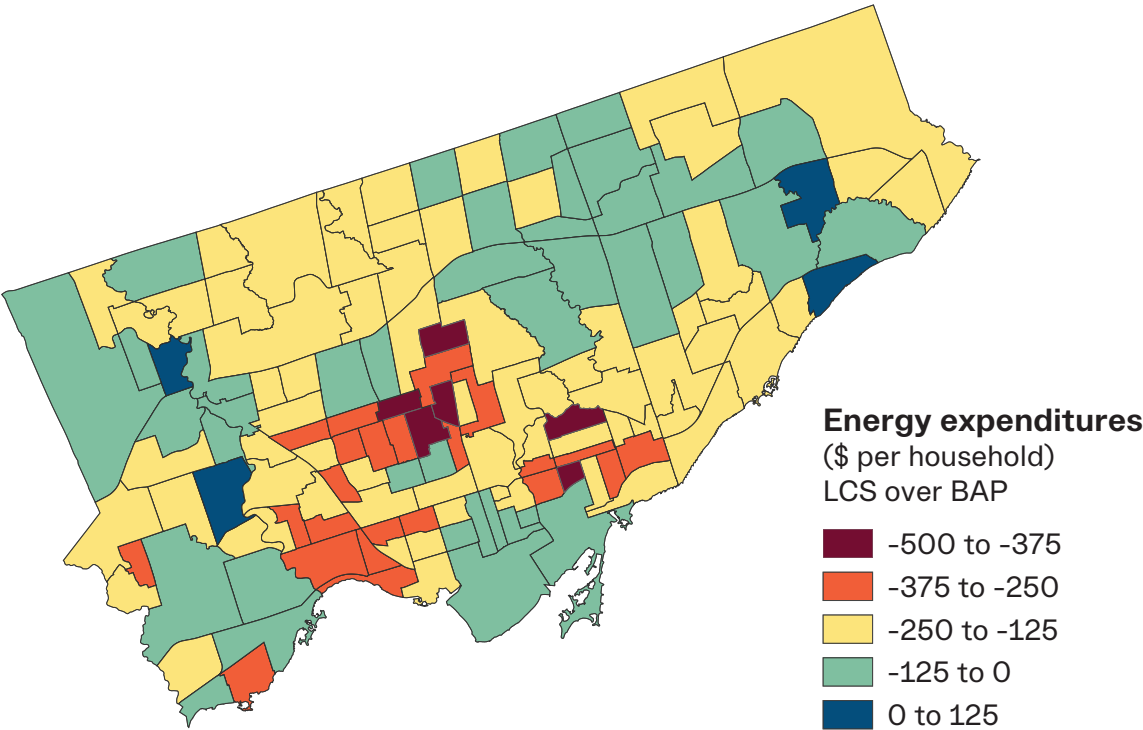 Energy expenditures
($ per household)
LCS over BAP
-500 to -375
-375 to -250
-250 to -125
-125 to 0
0 to 125